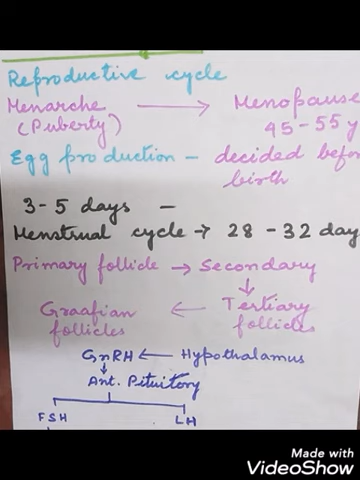 Reproductive cycle
Menarche → Menopause
(Puberty) 45-55 y
Egg production - decided before
birth
3-5 days -
Menstrual cycle → 28-32 day
Primary follicle → Secondary
↓
Graafian ← Tertiary
follicles follicles
GnRH ← Hypothalamus
↓
Ant. Pituitory
FSH LH
Made with
VideoShow